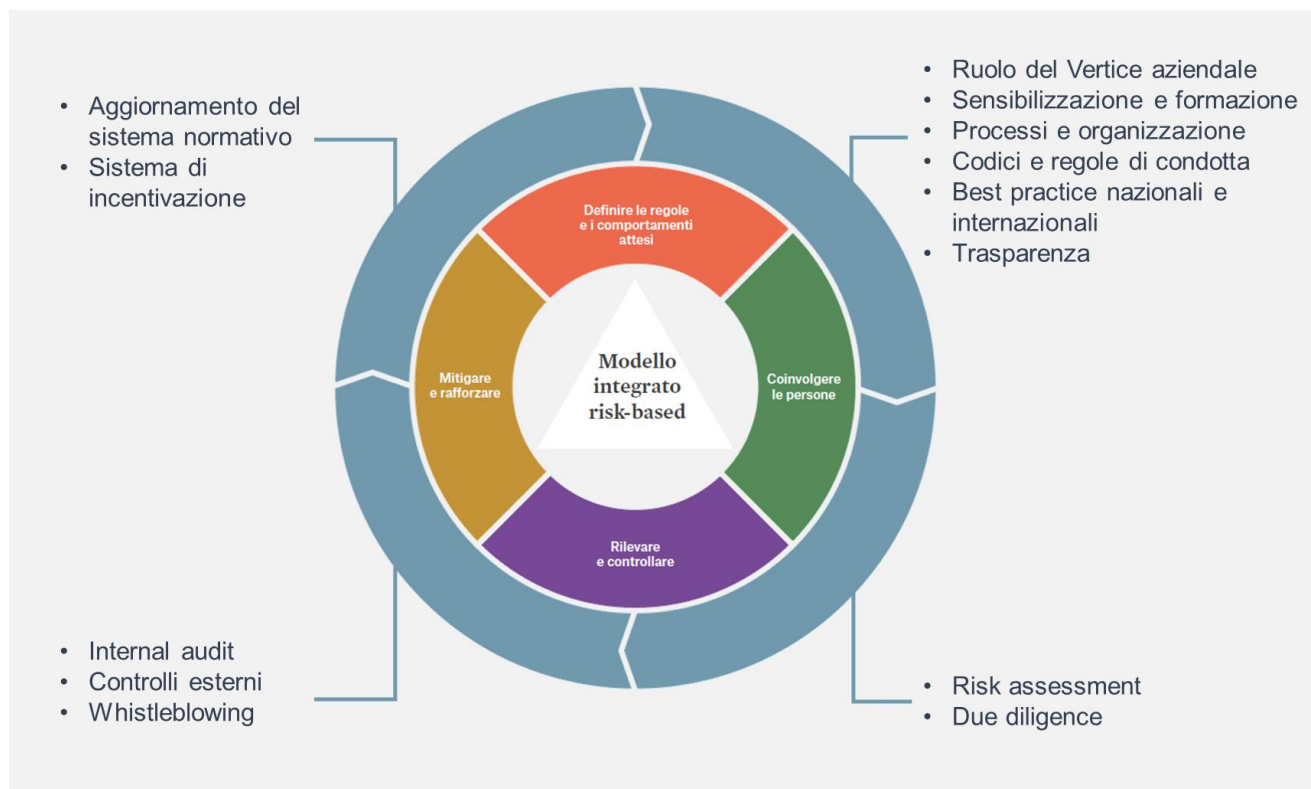 • Aggiornamento del
sistema normativo
• Sistema di
incentivazione
• Ruolo del Vertice aziendale
• Sensibilizzazione e formazione
• Processi e organizzazione
• Codici e regole di condotta
• Best practice nazionali e
internazionali
• Trasparenza
Definire le regole
e i comportamenti
attesi
Mitigare
e rafforzare
Modello
integrato
risk-based
Coinvolgere
le persone
Rilevare
e controllare
• Internal audit
• Controlli esterni
• Whistleblowing
• Risk assessment
• Due diligence